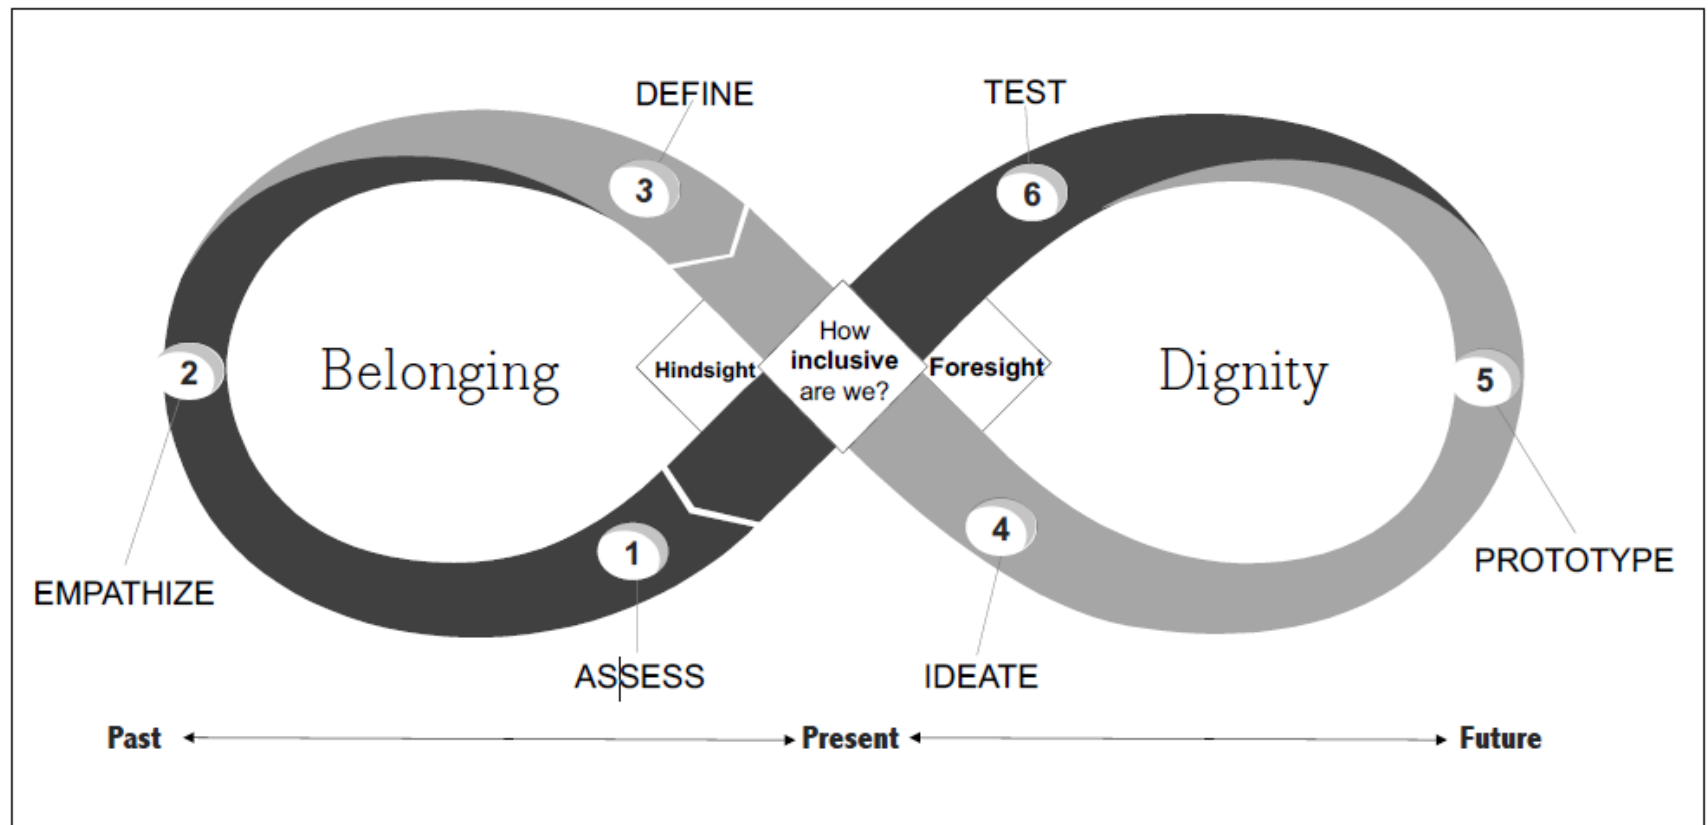 DEFINE
TEST
3
6
How
inclusive
are we?
Hindsight
Foresight
Belonging
Dignity
2
5
1
4
EMPATHIZE
PROTOTYPE
ASSESS
IDEATE
Past
Present
Future